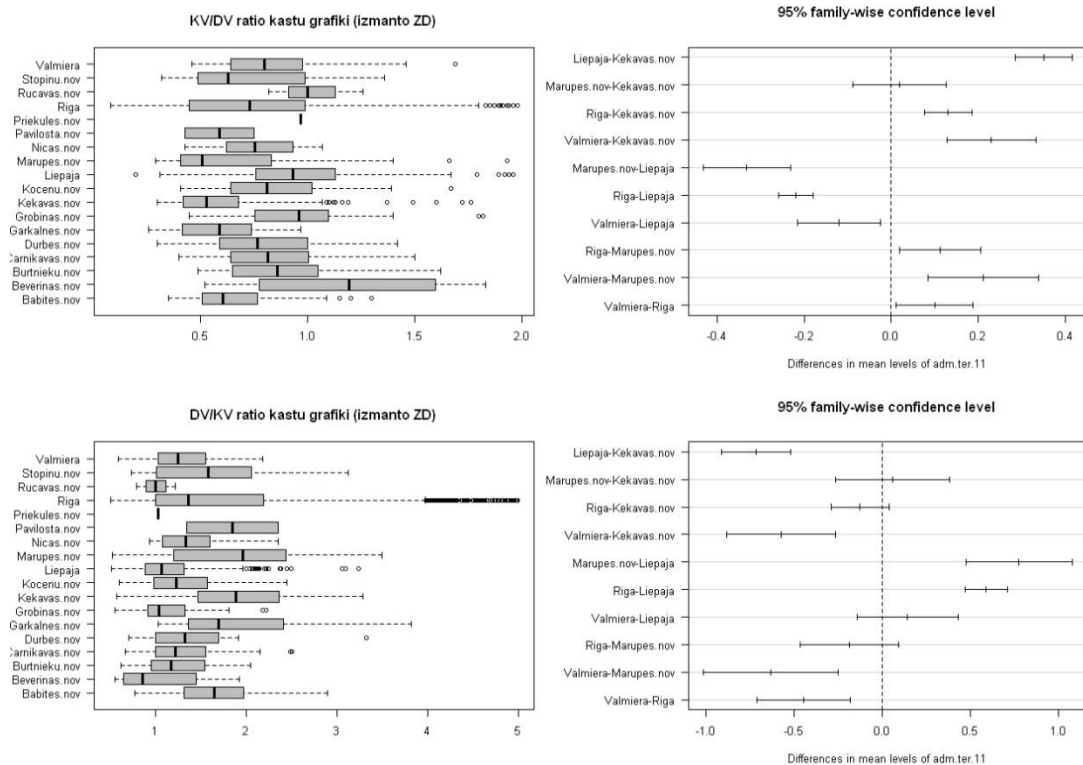 KV/DV ratio kastu grafiki (izmanto ZD)
Valmiera
Stopinu.nov
Rucavas.nov
Riga
Priekules.nov
Pavilosta.nov
Nicas.nov
Marupes.nov
Liepaja
Kocenu.nov
Kekavas.nov
Grobinas.nov
Garkalnes.nov
Durbes.nov
Carnikavas.nov
Burtnieku.nov
Beverinas.nov
Babites.nov
0.5 1.0 1.5 2.0
95% family-wise confidence level
Liepaja-Kekavas.nov
Marupes.nov-Kekavas.nov
Riga-Kekavas.nov
Valmiera-Kekavas.nov
Marupes.nov-Liepaja
Riga-Liepaja
Valmiera-Liepaja
Riga-Marupes.nov
Valmiera-Marupes.nov
Valmiera-Riga
-0.4 -0.2 0.0 0.2 0.4
Differences in mean levels of adm.ter.11
DV/KV ratio kastu grafiki (izmanto ZD)
Valmiera
Stopinu.nov
Rucavas.nov
Riga
Priekules.nov
Pavilosta.nov
Nicas.nov
Marupes.nov
Liepaja
Kocenu.nov
Kekavas.nov
Grobinas.nov
Garkalnes.nov
Durbes.nov
Carnikavas.nov
Burtnieku.nov
Beverinas.nov
Babites.nov
1 2 3 4 5
95% family-wise confidence level
Liepaja-Kekavas.nov
Marupes.nov-Kekavas.nov
Riga-Kekavas.nov
Valmiera-Kekavas.nov
Marupes.nov-Liepaja
Riga-Liepaja
Valmiera-Liepaja
Riga-Marupes.nov
Valmiera-Marupes.nov
Valmiera-Riga
-1.0 -0.5 0.0 0.5 1.0
Differences in mean levels of adm.ter.11